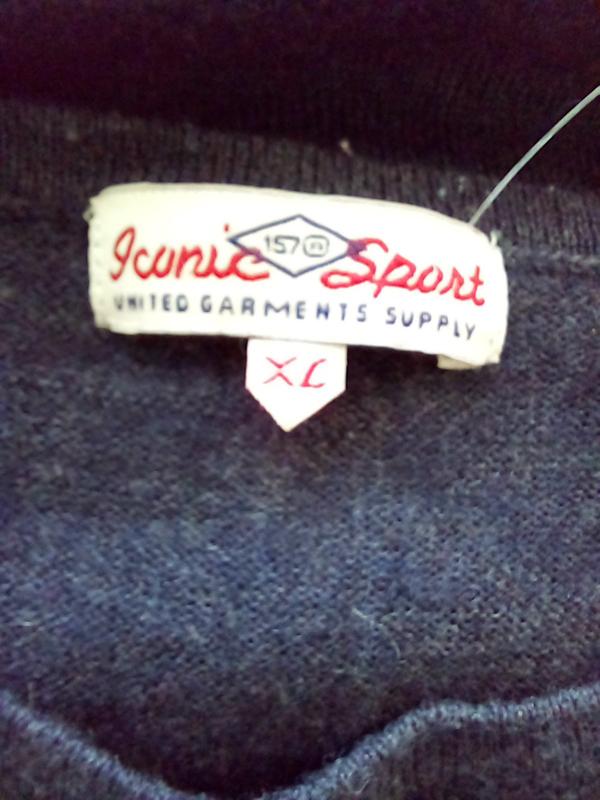 Iconic 157 Sport
UNITED GARMENTS SUPPLY
XL